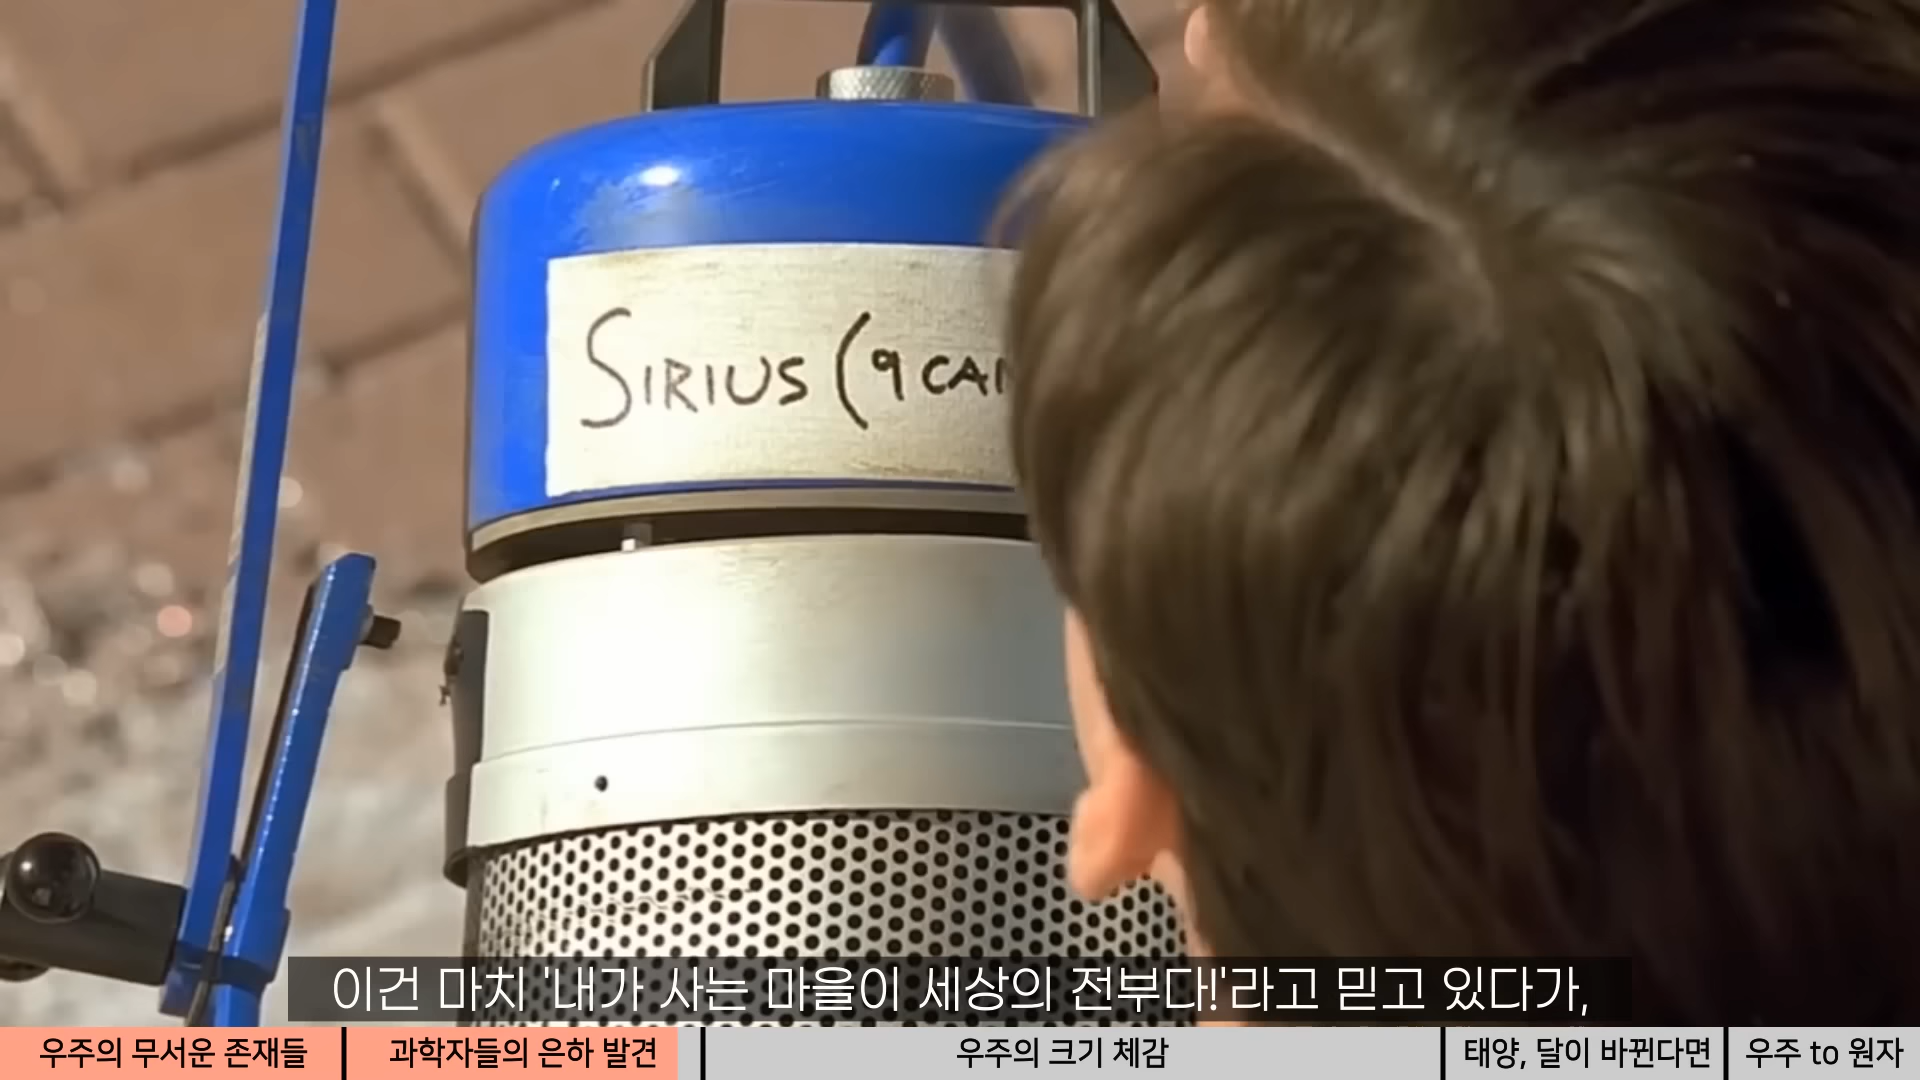 SIRIUS (9 CAN
이건 마치 '내가 사는 마을이 세상의 전부다!'라고 믿고 있다가,
우주의 무서운 존재들
과학자들의 은하 발견
우주의 크기 체감
태양, 달이 바뀐다면
우주 to 원자